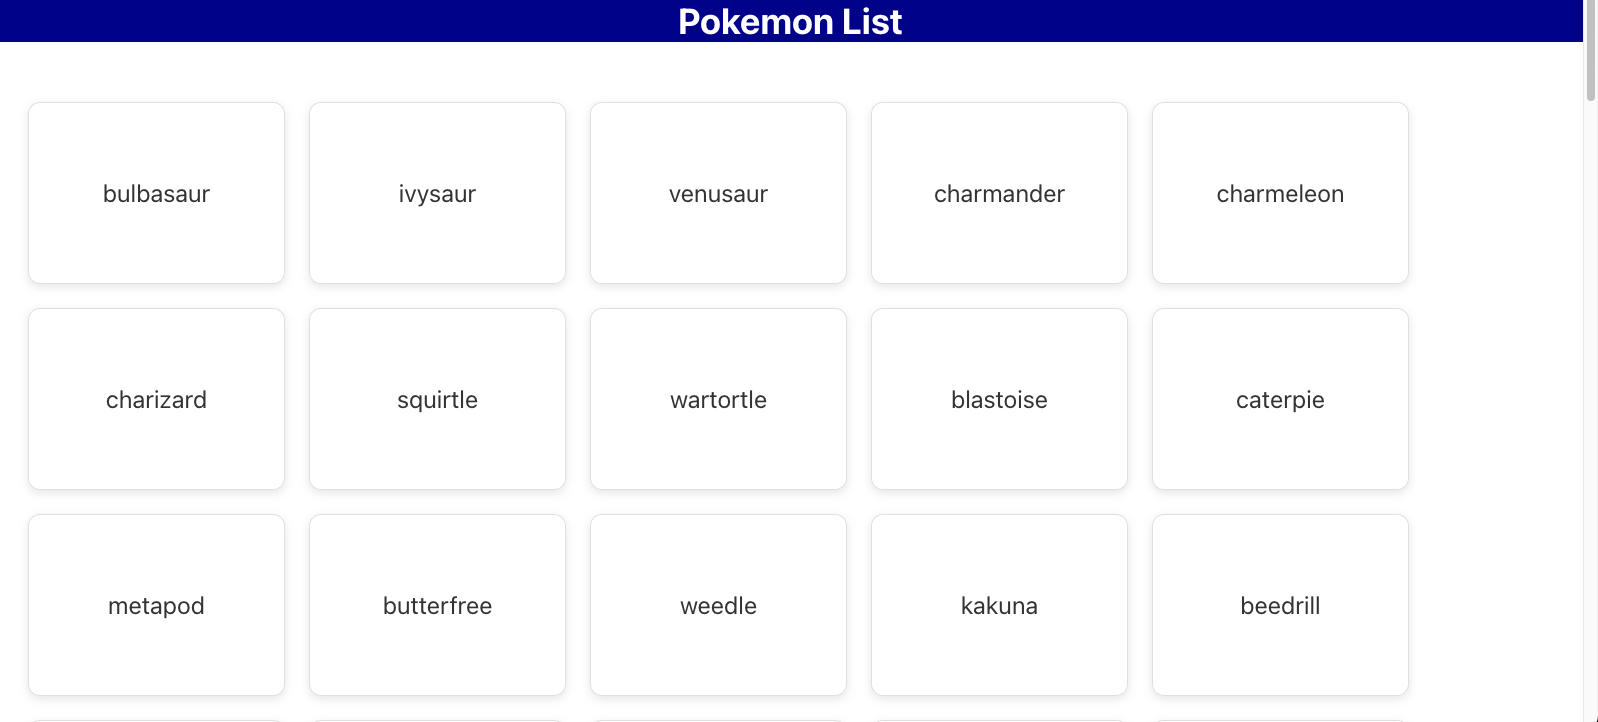 Pokemon List
bulbasaur
ivysaur
venusaur
charmander
charmeleon
charizard
squirtle
wartortle
blastoise
caterpie
metapod
butterfree
weedle
kakuna
beedrill